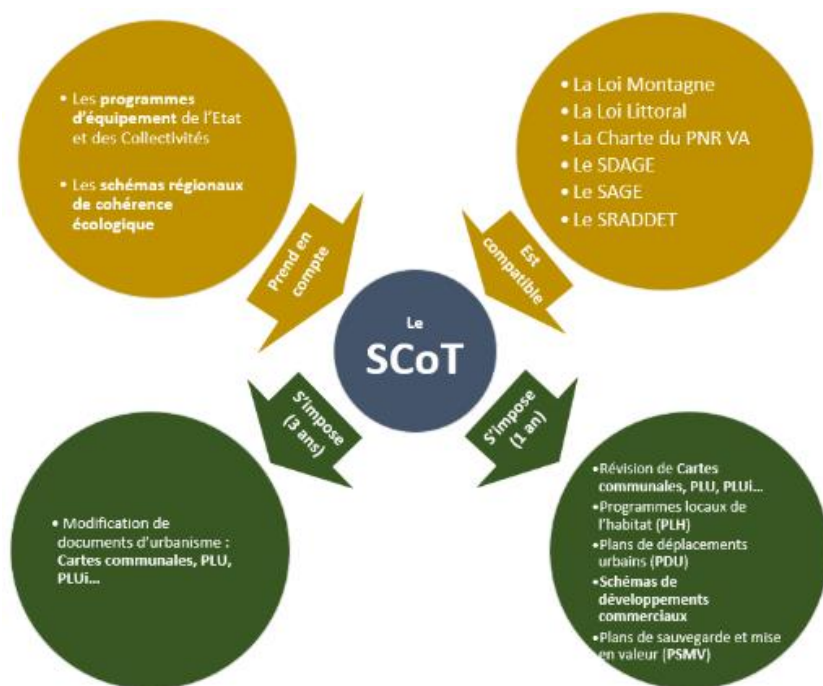 • Les programmes
d'équipement de l'Etat
et des Collectivités
• Les schémas régionaux
de cohérence
écologique
• La Loi Montagne
• La Loi Littoral
• La Charte du PNR VA
• Le SDAGE
• Le SAGE
• Le SRADDET
Prend en
compte
Est
compatible
Le
SCoT
S'impose
(3 ans)
S'impose
(1 an)
• Modification de
documents d'urbanisme :
Cartes communales, PLU,
PLUi...
•Révision de Cartes
communales, PLU, PLUi...
•Programmes locaux de
l'habitat (PLH)
•Plans de déplacements
urbains (PDU)
•Schémas de
développements
commerciaux
•Plans de sauvegarde et mise
en valeur (PSMV)